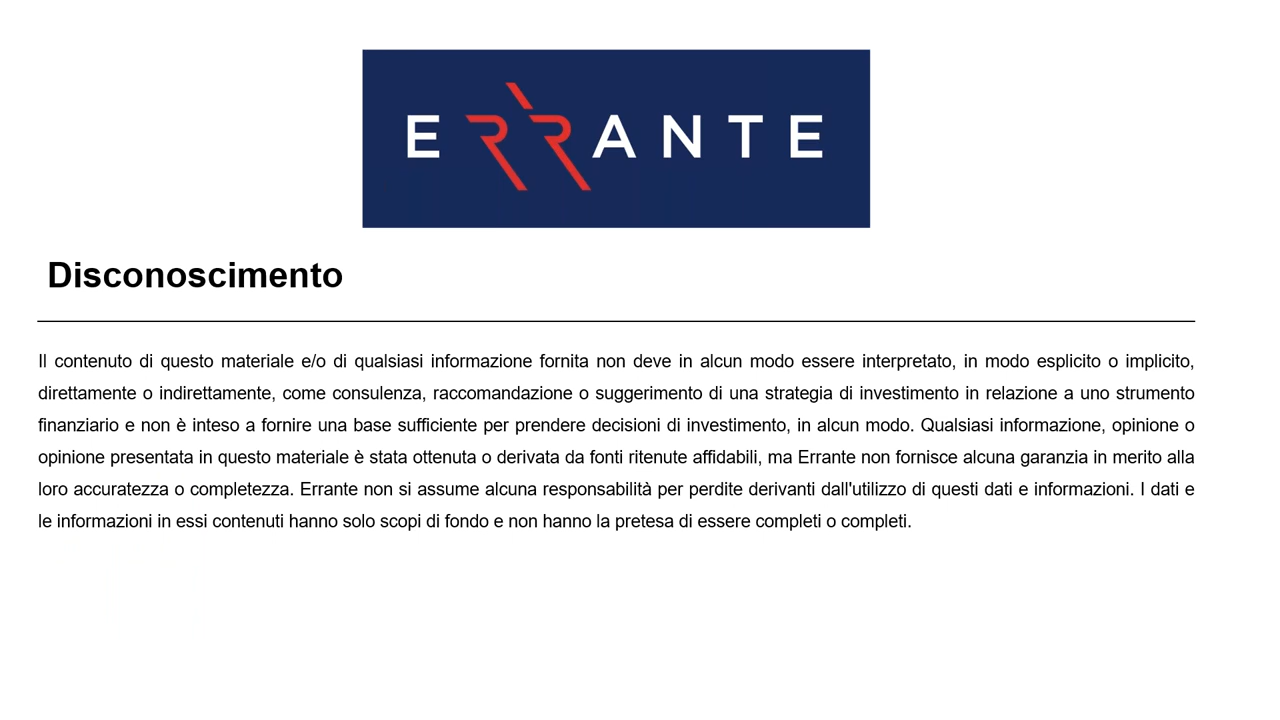 ERRANTE
Disconoscimento
Il contenuto di questo materiale e/o di qualsiasi informazione fornita non deve in alcun modo essere interpretato, in modo esplicito o implicito,
direttamente o indirettamente, come consulenza, raccomandazione o suggerimento di una strategia di investimento in relazione a uno strumento
finanziario e non è inteso a fornire una base sufficiente per prendere decisioni di investimento, in alcun modo. Qualsiasi informazione, opinione o
opinione presentata in questo materiale è stata ottenuta o derivata da fonti ritenute affidabili, ma Errante non fornisce alcuna garanzia in merito alla
loro accuratezza o completezza. Errante non si assume alcuna responsabilità per perdite derivanti dall'utilizzo di questi dati e informazioni. I dati e
le informazioni in essi contenuti hanno solo scopi di fondo e non hanno la pretesa di essere completi o completi.